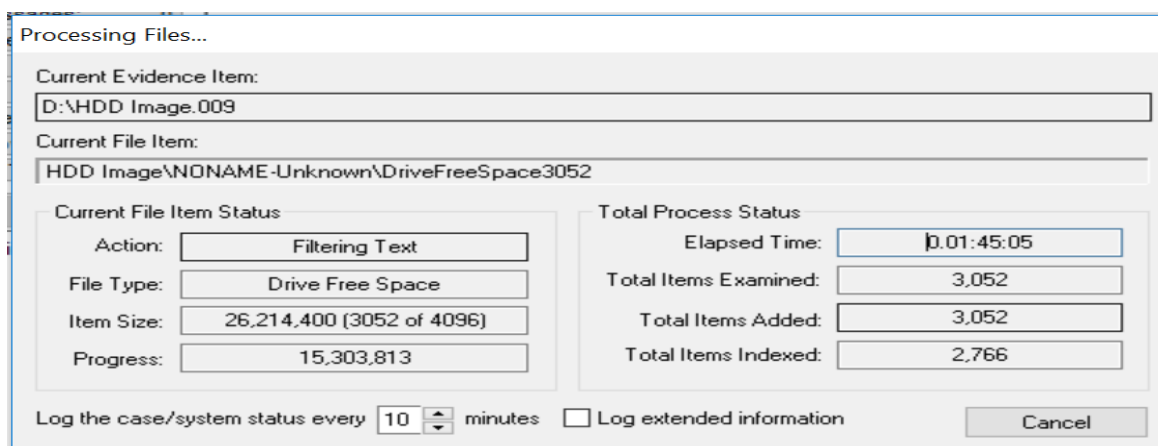 Processing Files...
Current Evidence Item:
D:\HDD Image.009
Current File Item:
HDD Image\NONAME-Unknown\DriveFreeSpace3052
Current File Item Status
Action: Filtering Text
File Type: Drive Free Space
Item Size: 26,214,400 (3052 of 4096)
Progress: 15,303,813
Total Process Status
Elapsed Time: 0.01:45:05
Total Items Examined: 3,052
Total Items Added: 3,052
Total Items Indexed: 2,766
Log the case/system status every 10 minutes Log extended information Cancel